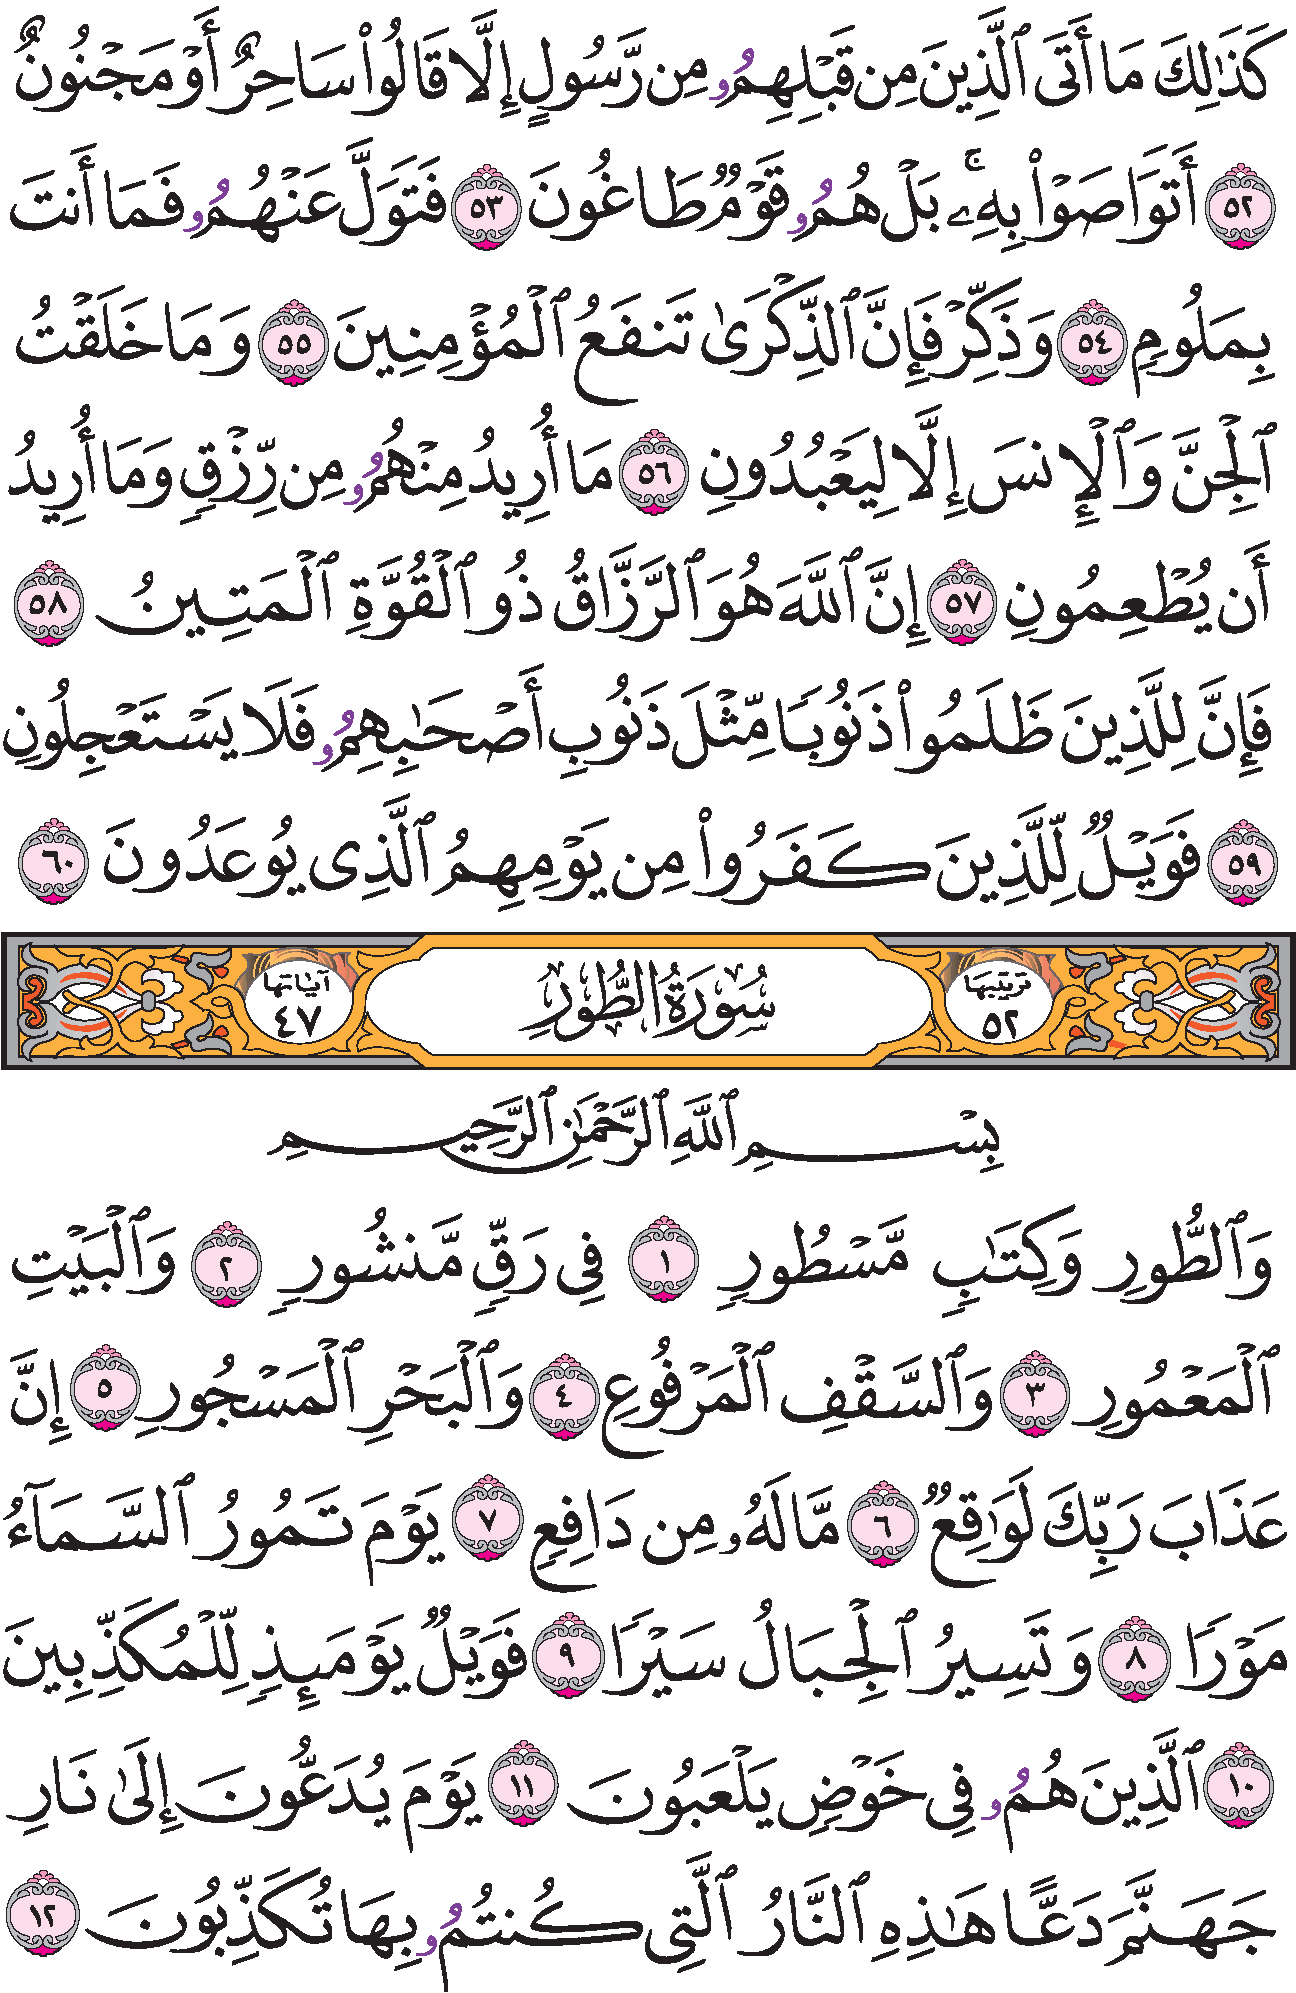 كَذَٰلِكَ مَا أَتَى ٱلَّذِينَ مِن قَبْلِهِمُۥ مِن رَّسُولٍ إِلَّا قَالُواْ سَاحِرٌ أَوْ مَجْنُونٌ
٥٢ أَتَوَاصَوْاْ بِهِۦۚ بَلْ هُمُۥ قَوْمٌ طَاغُونَ ٥٣ فَتَوَلَّ عَنْهُمُۥ فَمَا أَنتَ
بِمَلُومٍ ٥٤ وَذَكِّرْ فَإِنَّ ٱلذِّكْرَىٰ تَنفَعُ ٱلْمُؤْمِنِينَ ٥٥ وَمَا خَلَقْتُ
ٱلْجِنَّ وَٱلْإِنسَ إِلَّا لِيَعْبُدُونِ ٥٦ مَا أُرِيدُ مِنْهُمُۥ مِن رِّزْقٍ وَمَا أُرِيدُ
أَن يُطْعِمُونِ ٥٧ إِنَّ ٱللَّهَ هُوَ ٱلرَّزَّاقُ ذُو ٱلْقُوَّةِ ٱلْمَتِينُ ٥٨
فَإِنَّ لِلَّذِينَ ظَلَمُواْ ذَنُوبًا مِّثْلَ ذَنُوبِ أَصْحَٰبِهِمُۥ فَلَا يَسْتَعْجِلُونِ
٥٩ فَوَيْلٌ لِّلَّذِينَ كَفَرُواْ مِن يَوْمِهِمُ ٱلَّذِى يُوعَدُونَ ٦٠
ترتيبها ٥٢ سُورَةُ الطُّورِ آياتها ٤٧
بِسْمِ ٱللَّهِ ٱلرَّحْمَٰنِ ٱلرَّحِيمِ
وَٱلطُّورِ وَكِتَٰبٍ مَّسْطُورٍ ١ فِى رَقٍّ مَّنشُورٍ ٢ وَٱلْبَيْتِ
ٱلْمَعْمُورِ ٣ وَٱلسَّقْفِ ٱلْمَرْفُوعِ ٤ وَٱلْبَحْرِ ٱلْمَسْجُورِ ٥ إِنَّ
عَذَابَ رَبِّكَ لَوَٰقِعٌ ٦ مَّا لَهُۥ مِن دَافِعٍ ٧ يَوْمَ تَمُورُ ٱلسَّمَآءُ
مَوْرًا ٨ وَتَسِيرُ ٱلْجِبَالُ سَيْرًا ٩ فَوَيْلٌ يَوْمَئِذٍ لِّلْمُكَذِّبِينَ
١٠ ٱلَّذِينَ هُمُۥ فِى خَوْضٍ يَلْعَبُونَ ١١ يَوْمَ يُدَعُّونَ إِلَىٰ نَارِ
جَهَنَّمَ دَعًّا هَٰذِهِ ٱلنَّارُ ٱلَّتِى كُنتُمُۥ بِهَا تُكَذِّبُونَ ١٢